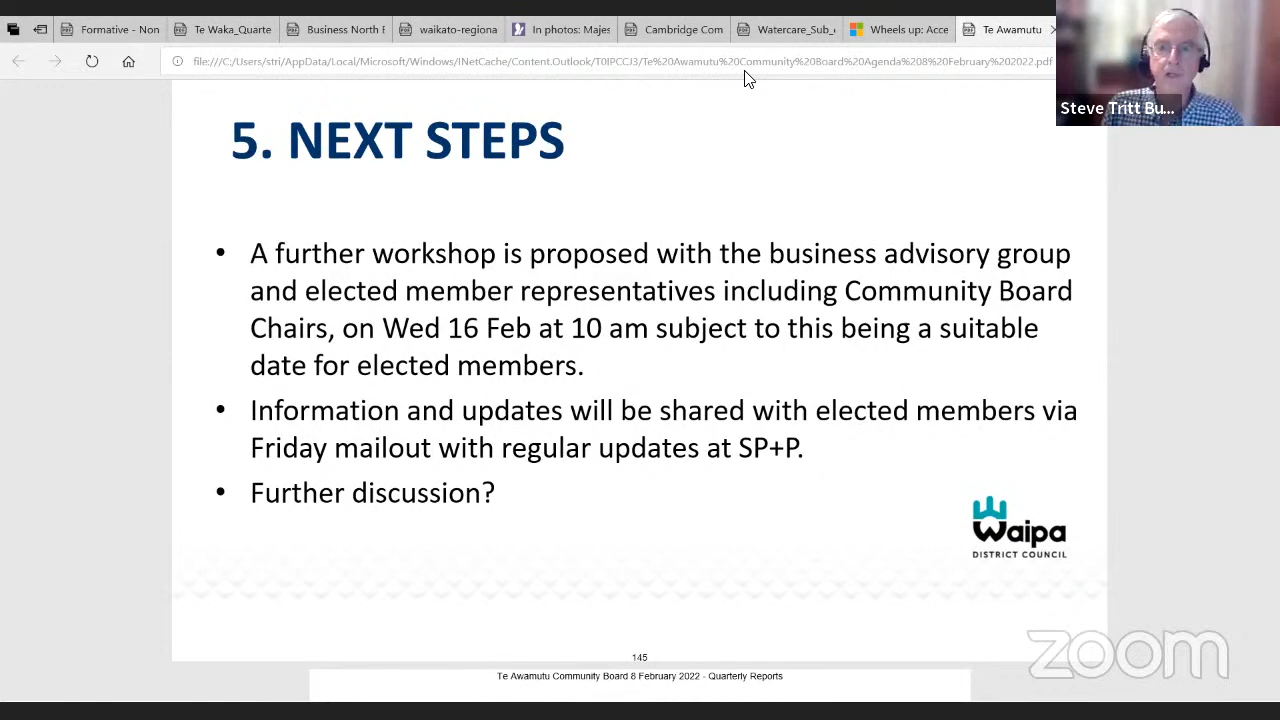 Formative - Non
Te Waka_Quarte
Business North E
waikato-regiona
In photos: Majes
Cambridge Com
Watercare_Sub_
Wheels up: Acce
Te Awamutu
file:///C:/Users/stri/AppData/Local/Microsoft/Windows/INetCache/Content.Outlook/T0IPCCJ3/Te%20Awamutu%20Community%20Board%20Agenda%208%20February%202022.pdf
Steve Tritt Bu...
5. NEXT STEPS
• A further workshop is proposed with the business advisory group
and elected member representatives including Community Board
Chairs, on Wed 16 Feb at 10 am subject to this being a suitable
date for elected members.
• Information and updates will be shared with elected members via
Friday mailout with regular updates at SP+P.
• Further discussion?
Waipa
DISTRICT COUNCIL
145
zoom
Te Awamutu Community Board 8 February 2022 - Quarterly Reports